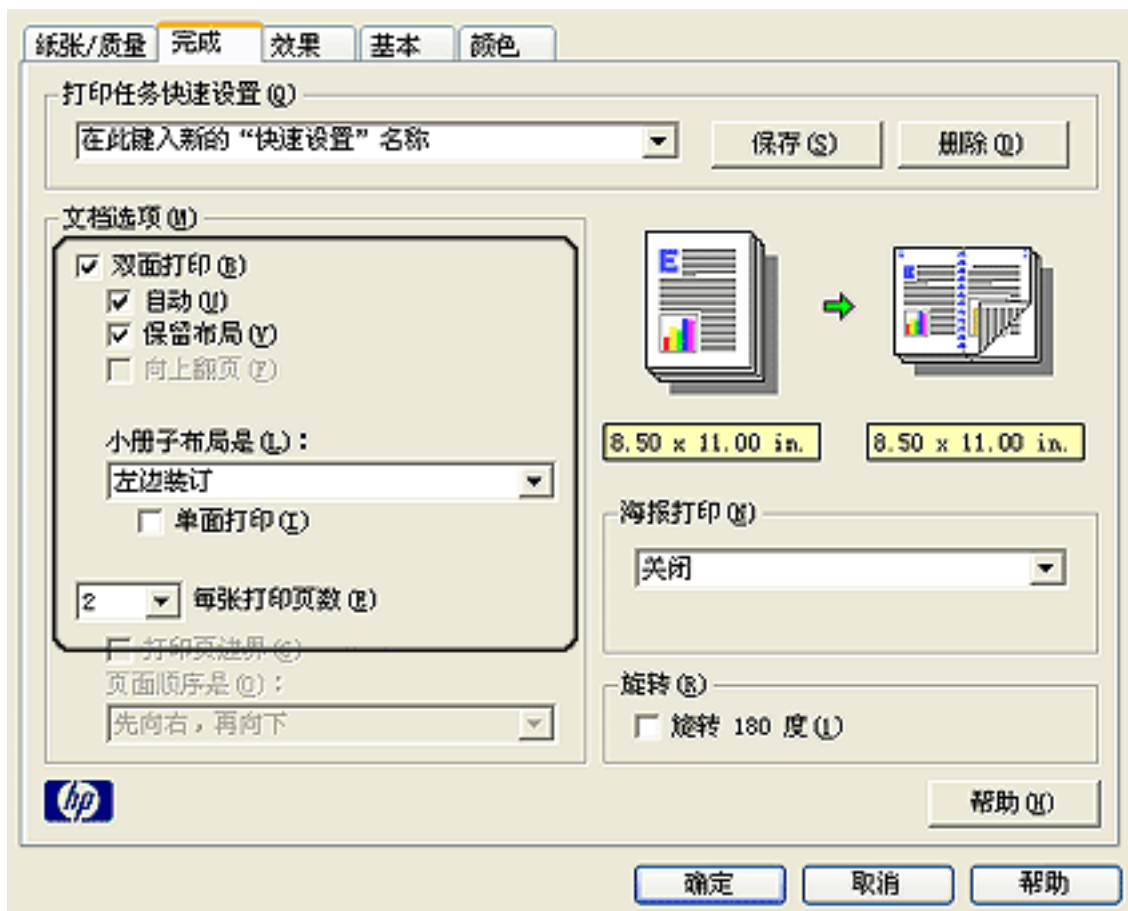 纸张/质量 完成 效果 基本 颜色
打印任务快速设置(Q)
在此键入新的“快速设置”名称 保存(S) 删除(D)
文档选项(M)
双面打印(B)
自动(U)
保留布局(Y)
向上翻页(F)
小册子布局是(L)：
左边装订
单面打印(I)
2 每张打印页数(P)
打印页边界(G)
页面顺序是(O)：
先向右，再向下
E
E
8.50 x 11.00 in. 8.50 x 11.00 in.
海报打印(N)
关闭
旋转(R)
旋转 180 度(1)
hp
帮助(H)
确定 取消 帮助